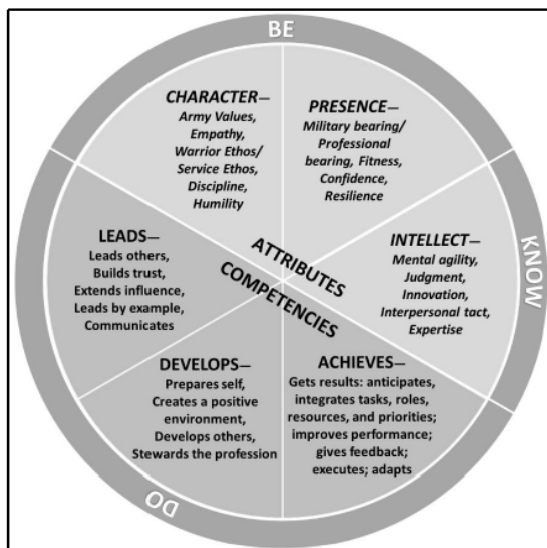 BE
CHARACTER—
Army Values,
Empathy,
Warrior Ethos/
Service Ethos,
Discipline,
Humility
PRESENCE—
Military bearing/
Professional
bearing, Fitness,
Confidence,
Resilience
KNOW
INTELLECT—
Mental agility,
Judgment,
Innovation,
Interpersonal tact,
Expertise
ATTRIBUTES
COMPETENCIES
LEADS—
Leads others,
Builds trust,
Extends influence,
Leads by example,
Communicates
DEVELOPS—
Prepares self,
Creates a positive
environment,
Develops others,
Stewards the profession
ACHIEVES—
Gets results: anticipates,
integrates tasks, roles,
resources, and priorities;
improves performance;
gives feedback;
executes; adapts
DO